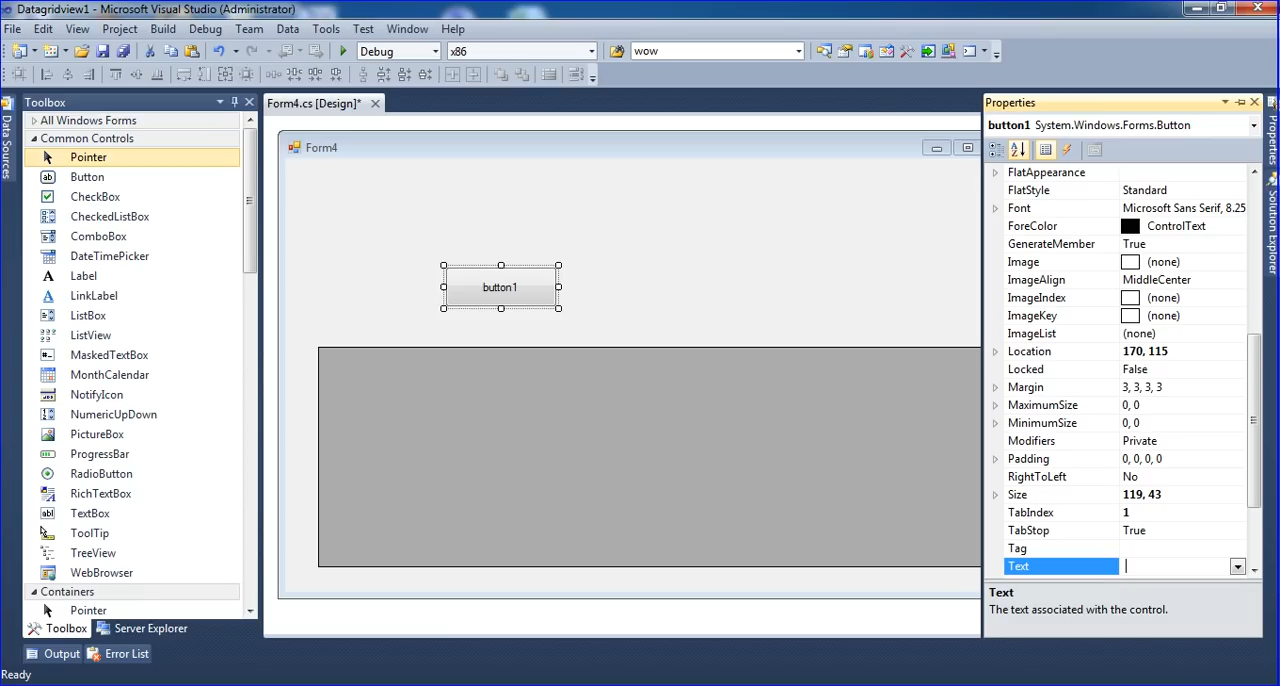 Datagridview1 - Microsoft Visual Studio (Administrator)
File Edit View Project Build Debug Team Data Tools Test Window Help
Debug x86 wow
Data Sources
Toolbox
All Windows Forms
Common Controls
Pointer
Button
CheckBox
CheckedListBox
ComboBox
DateTimePicker
A Label
A LinkLabel
ListBox
ListView
MaskedTextBox
MonthCalendar
NotifyIcon
NumericUpDown
PictureBox
ProgressBar
RadioButton
RichTextBox
TextBox
ToolTip
TreeView
WebBrowser
Containers
Pointer
Toolbox Server Explorer
Output Error List
Ready
Form4.cs [Design]*
Form4
button1
Properties
button1 System.Windows.Forms.Button
FlatAppearance
FlatStyle Standard
Font Microsoft Sans Serif, 8.25
ForeColor ControlText
GenerateMember True
Image (none)
ImageAlign MiddleCenter
ImageIndex (none)
ImageKey (none)
ImageList (none)
Location 170, 115
Locked False
Margin 3, 3, 3, 3
MaximumSize 0, 0
MinimumSize 0, 0
Modifiers Private
Padding 0, 0, 0, 0
RightToLeft No
Size 119, 43
TabIndex 1
TabStop True
Tag
Text
Text
The text associated with the control.
Properties
Solution Explorer